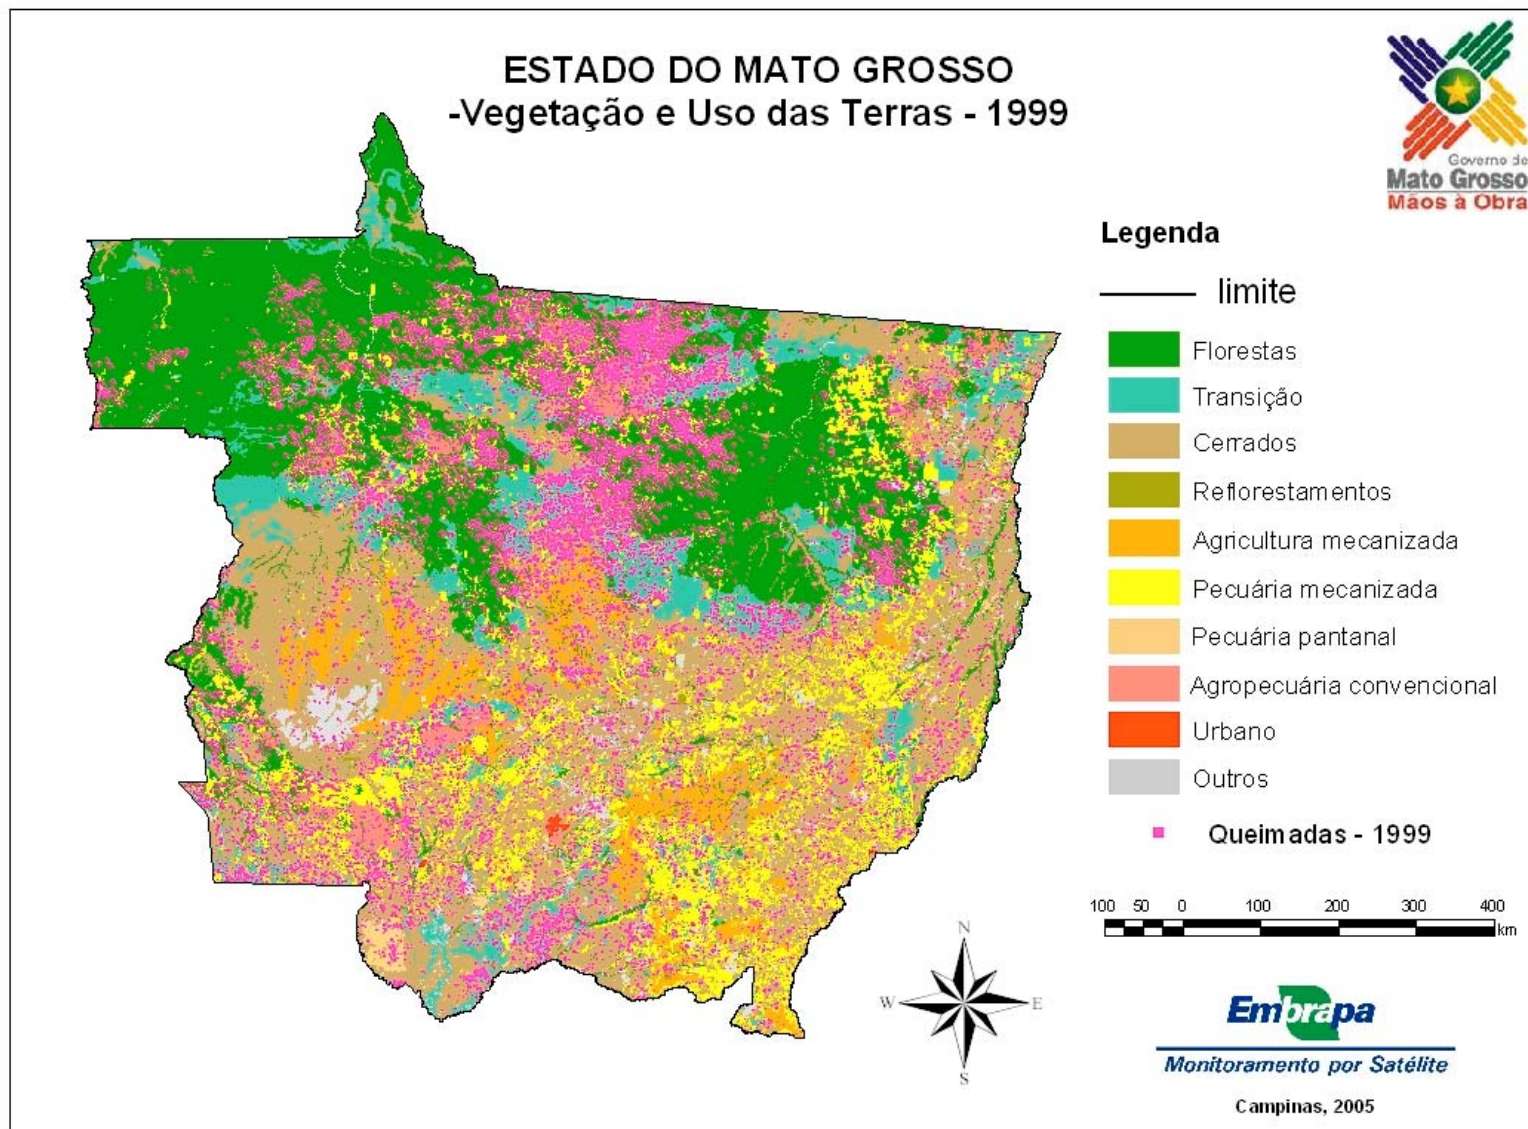 ESTADO DO MATO GROSSO
-Vegetação e Uso das Terras - 1999
Governo de
Mato Grosso
Mãos à Obra
Legenda
limite
Florestas
Transição
Cerrados
Reflorestamentos
Agricultura mecanizada
Pecuária mecanizada
Pecuária pantanal
Agropecuária convencional
Urbano
Outros
Queimadas - 1999
100 50 0 100 200 300 400
km
N
W E
S
Embrapa
Monitoramento por Satélite
Campinas, 2005